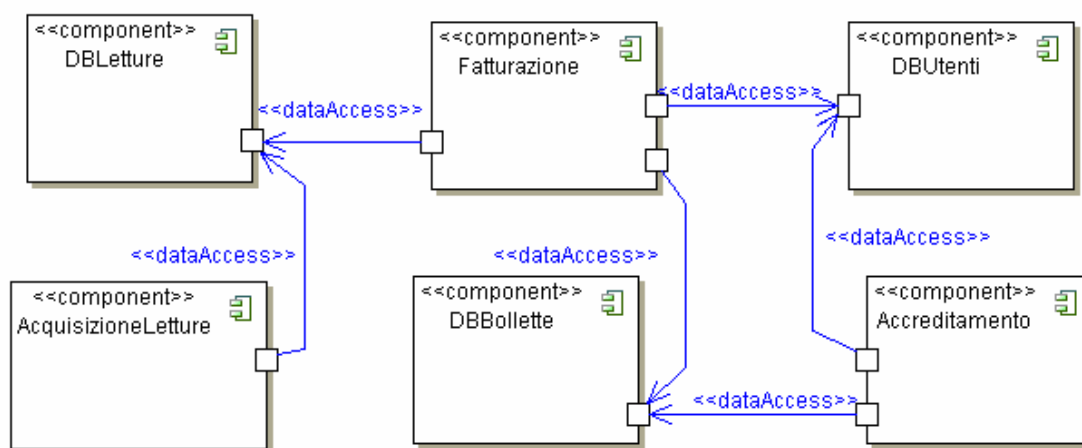 <<component>>
DBLetture
<<component>>
Fatturazione
<<component>>
DBUtenti
<<dataAccess>>
<<dataAccess>>
<<dataAccess>>
<<dataAccess>>
<<dataAccess>>
<<component>>
AcquisizioneLetture
<<component>>
DBBollette
<<component>>
Accreditamento
<<dataAccess>>